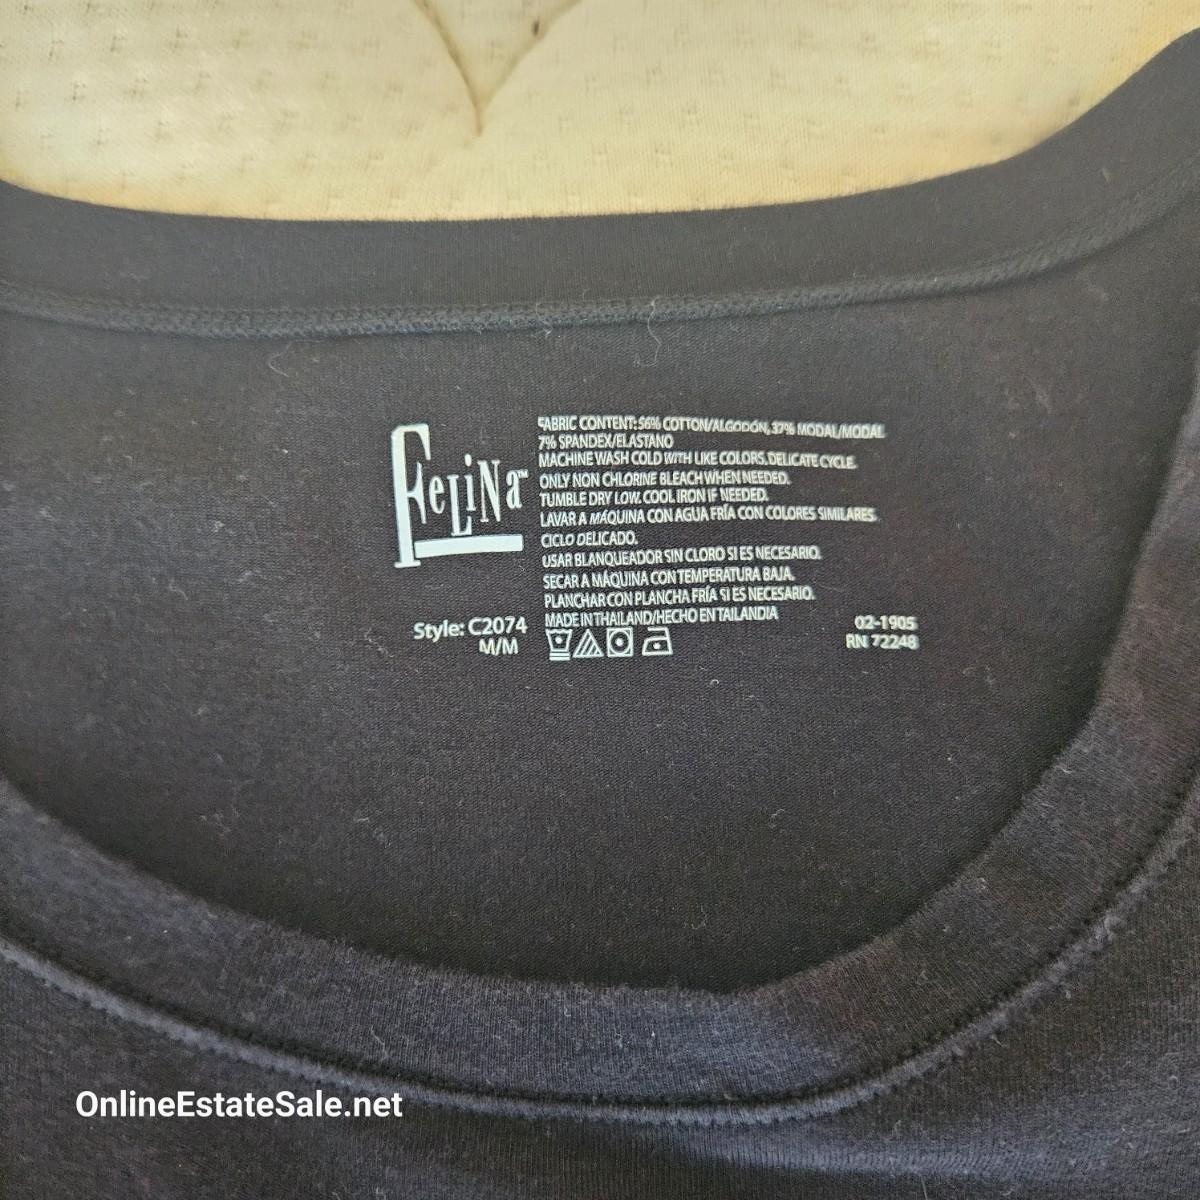 FELiNa™
FABRIC CONTENT: 56% COTTON/ALGODÓN, 37% MODAL/MODAL
7% SPANDEX/ELASTANO
MACHINE WASH COLD WITH LIKE COLORS. DELICATE CYCLE.
ONLY NON CHLORINE BLEACH WHEN NEEDED.
TUMBLE DRY LOW. COOL IRON IF NEEDED.
LAVAR A MÁQUINA CON AGUA FRÍA CON COLORES SIMILARES.
CICLO DELICADO.
USAR BLANQUEADOR SIN CLORO SI ES NECESARIO.
SECAR A MÁQUINA CON TEMPERATURA BAJA.
PLANCHAR CON PLANCHA FRÍA SI ES NECESARIO.
MADE IN THAILAND/HECHO EN TAILANDIA
Style: C2074
M/M
02-1905
RN 72248
OnlineEstateSale.net